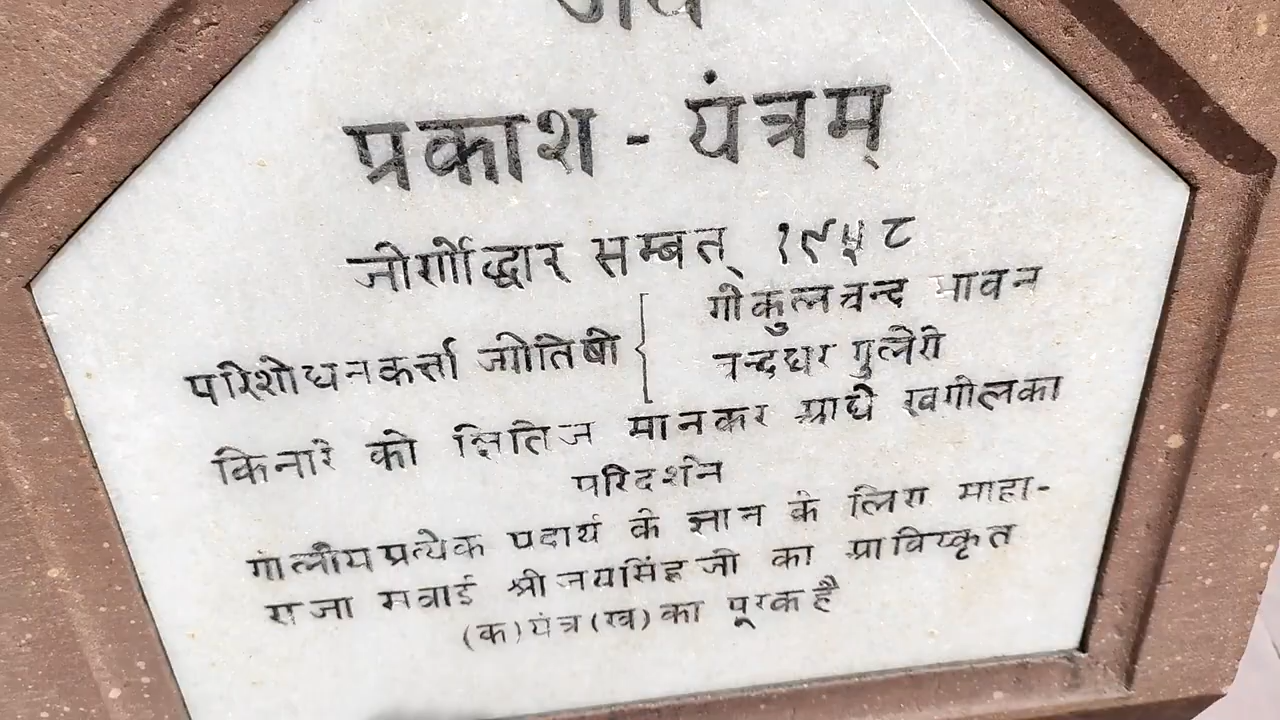 जय
प्रकाश - यंत्रम्
जीर्णोद्धार सम्बत् १९५८
परिशोधनकर्त्ता ज्योतिषी { गोकुलचन्द भावन
चन्द्रधर गुलेरी
किनारे को क्षितिज मानकर आधे खगोलका
परिदर्शन
गोलीय प्रत्येक पदार्थ के ज्ञान के लिए माहा-
राजा सवाई श्री जयसिंह जी का आविष्कृत
(क) यंत्र (ख) का पूरक है